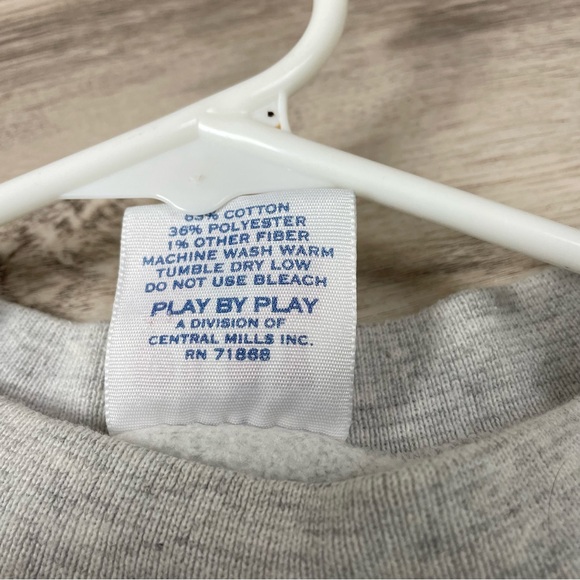 63% COTTON
36% POLYESTER
1% OTHER FIBER
MACHINE WASH WARM
TUMBLE DRY LOW
DO NOT USE BLEACH
PLAY BY PLAY
A DIVISION OF
CENTRAL MILLS INC.
RN 71868